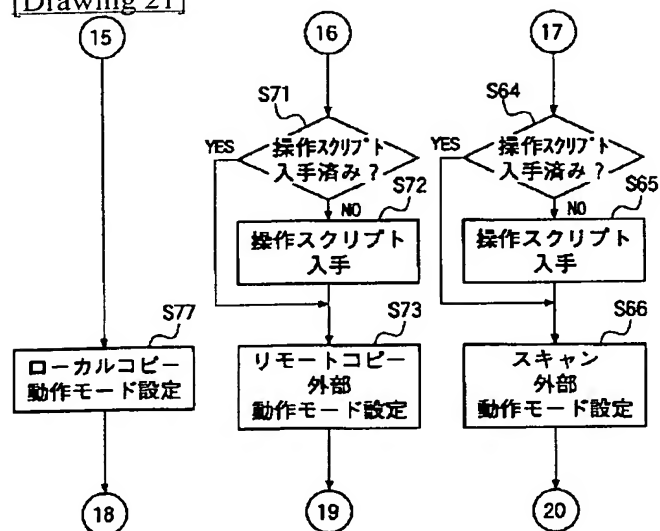 [Drawing 21]
15
16
17
S71
S64
YES
操作スクリプト
入手済み？
YES
操作スクリプト
入手済み？
S72
S65
NO
NO
操作スクリプト
入手
操作スクリプト
入手
S77
S73
S66
ローカルコピー
動作モード設定
リモートコピー
外部
動作モード設定
スキャン
外部
動作モード設定
18
19
20